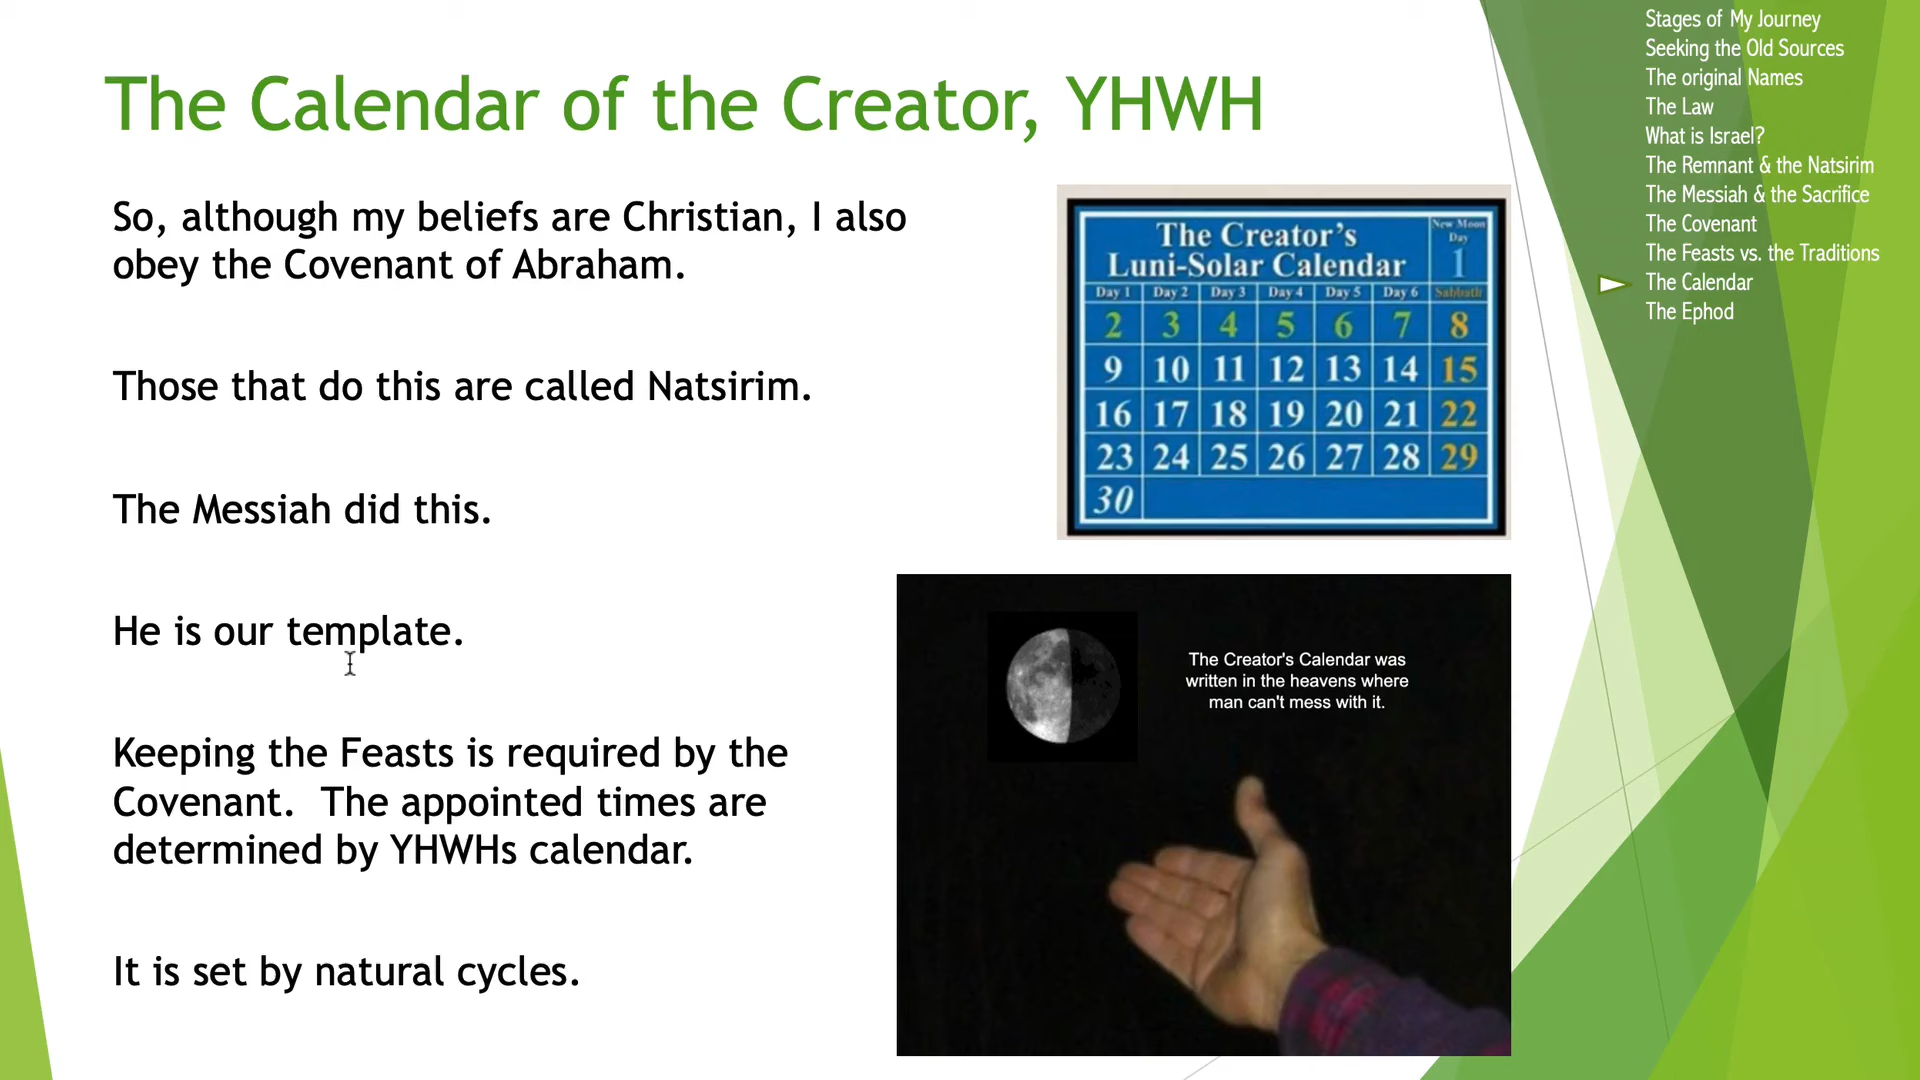 The Calendar of the Creator, YHWH
So, although my beliefs are Christian, I also
obey the Covenant of Abraham.
Those that do this are called Natsirim.
The Messiah did this.
He is our template.
Keeping the Feasts is required by the
Covenant.  The appointed times are
determined by YHWHs calendar.
It is set by natural cycles.
The Creator's
Luni-Solar Calendar
New Moon
Day
1
Day 1 Day 2 Day 3 Day 4 Day 5 Day 6 Sabbath
2 3 4 5 6 7 8
9 10 11 12 13 14 15
16 17 18 19 20 21 22
23 24 25 26 27 28 29
30
The Creator's Calendar was
written in the heavens where
man can't mess with it.
Stages of My Journey
Seeking the Old Sources
The original Names
The Law
What is Israel?
The Remnant & the Natsirim
The Messiah & the Sacrifice
The Covenant
The Feasts vs. the Traditions
The Calendar
The Ephod